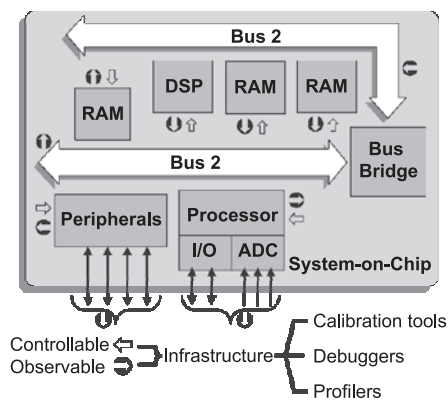 Bus 2
DSP
RAM
RAM
RAM
Bus 2
Bus
Bridge
Peripherals
Processor
I/O
ADC
System-on-Chip
Controllable
Observable
Infrastructure
Calibration tools
Debuggers
Profilers